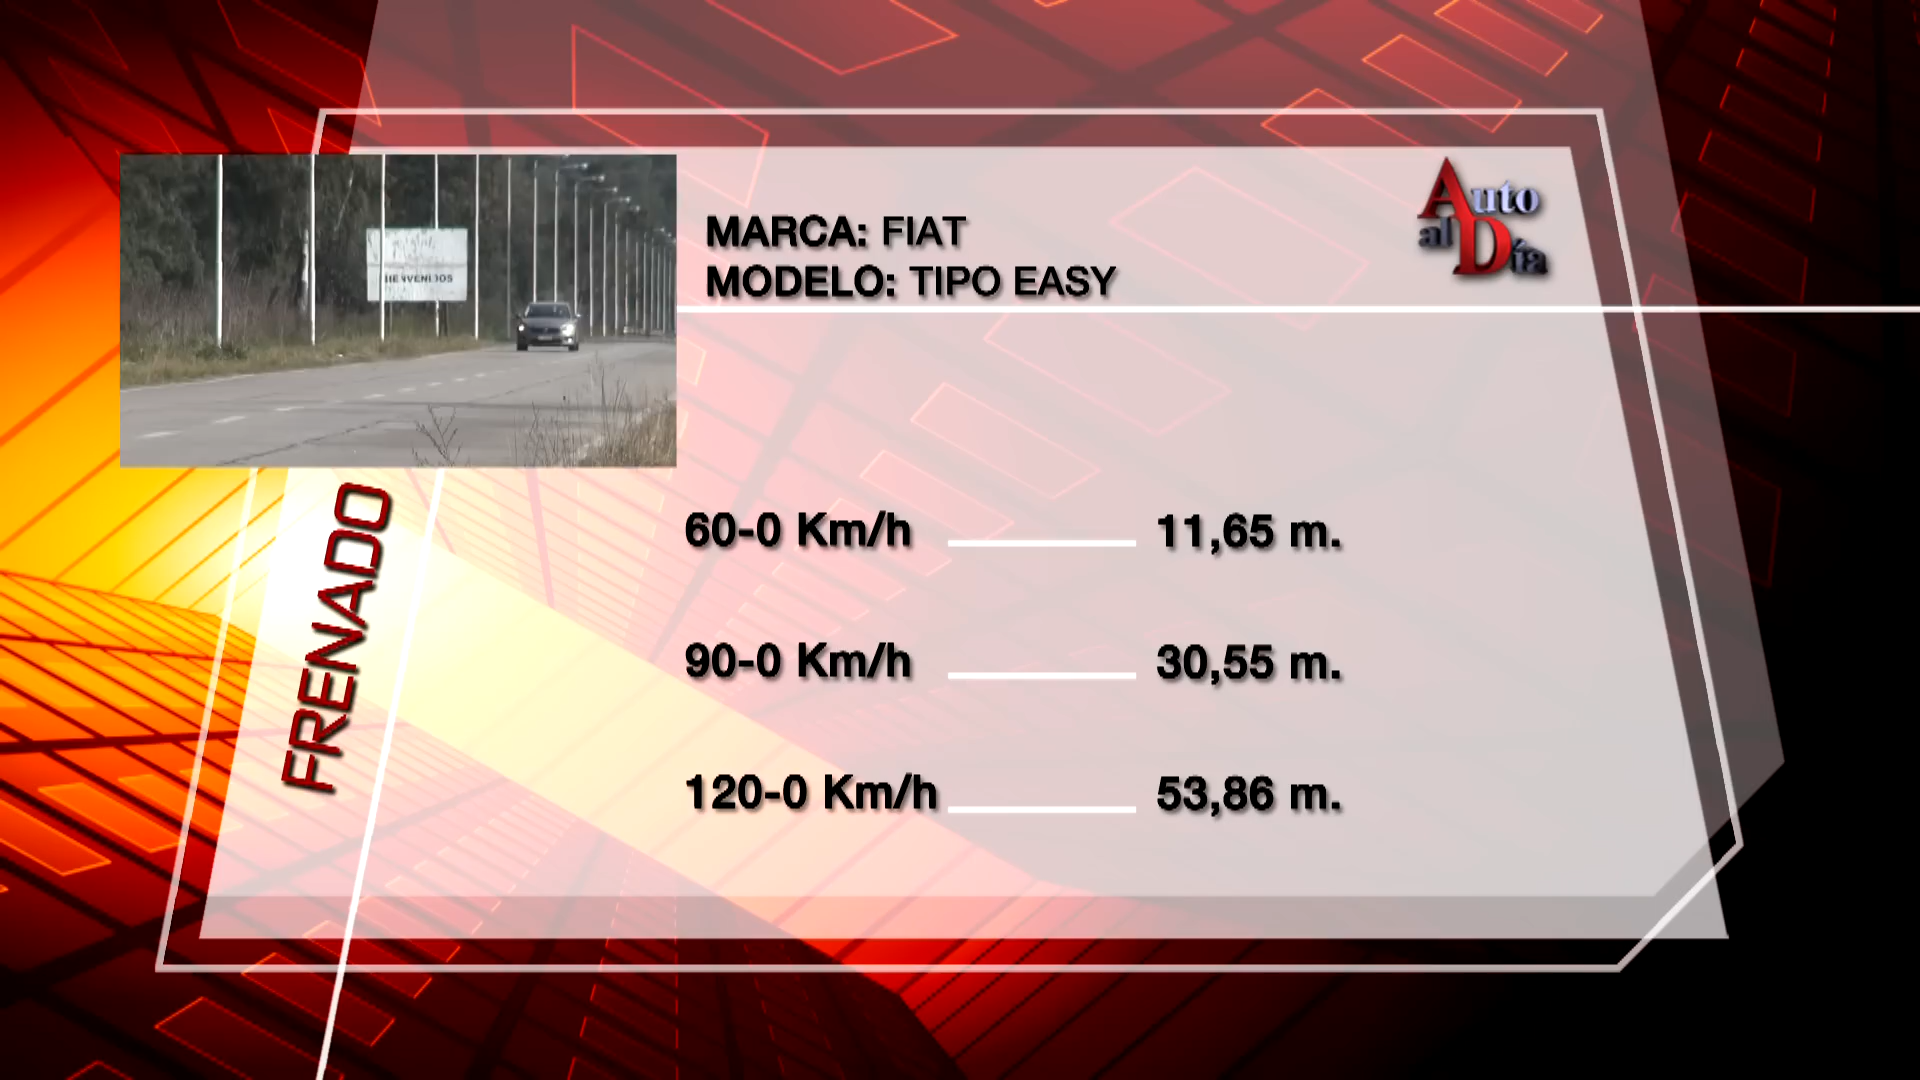 MARCA: FIAT
MODELO: TIPO EASY
Auto
al Día
BIENVENIDOS
FRENADO
60-0 Km/h 11,65 m.
90-0 Km/h 30,55 m.
120-0 Km/h 53,86 m.